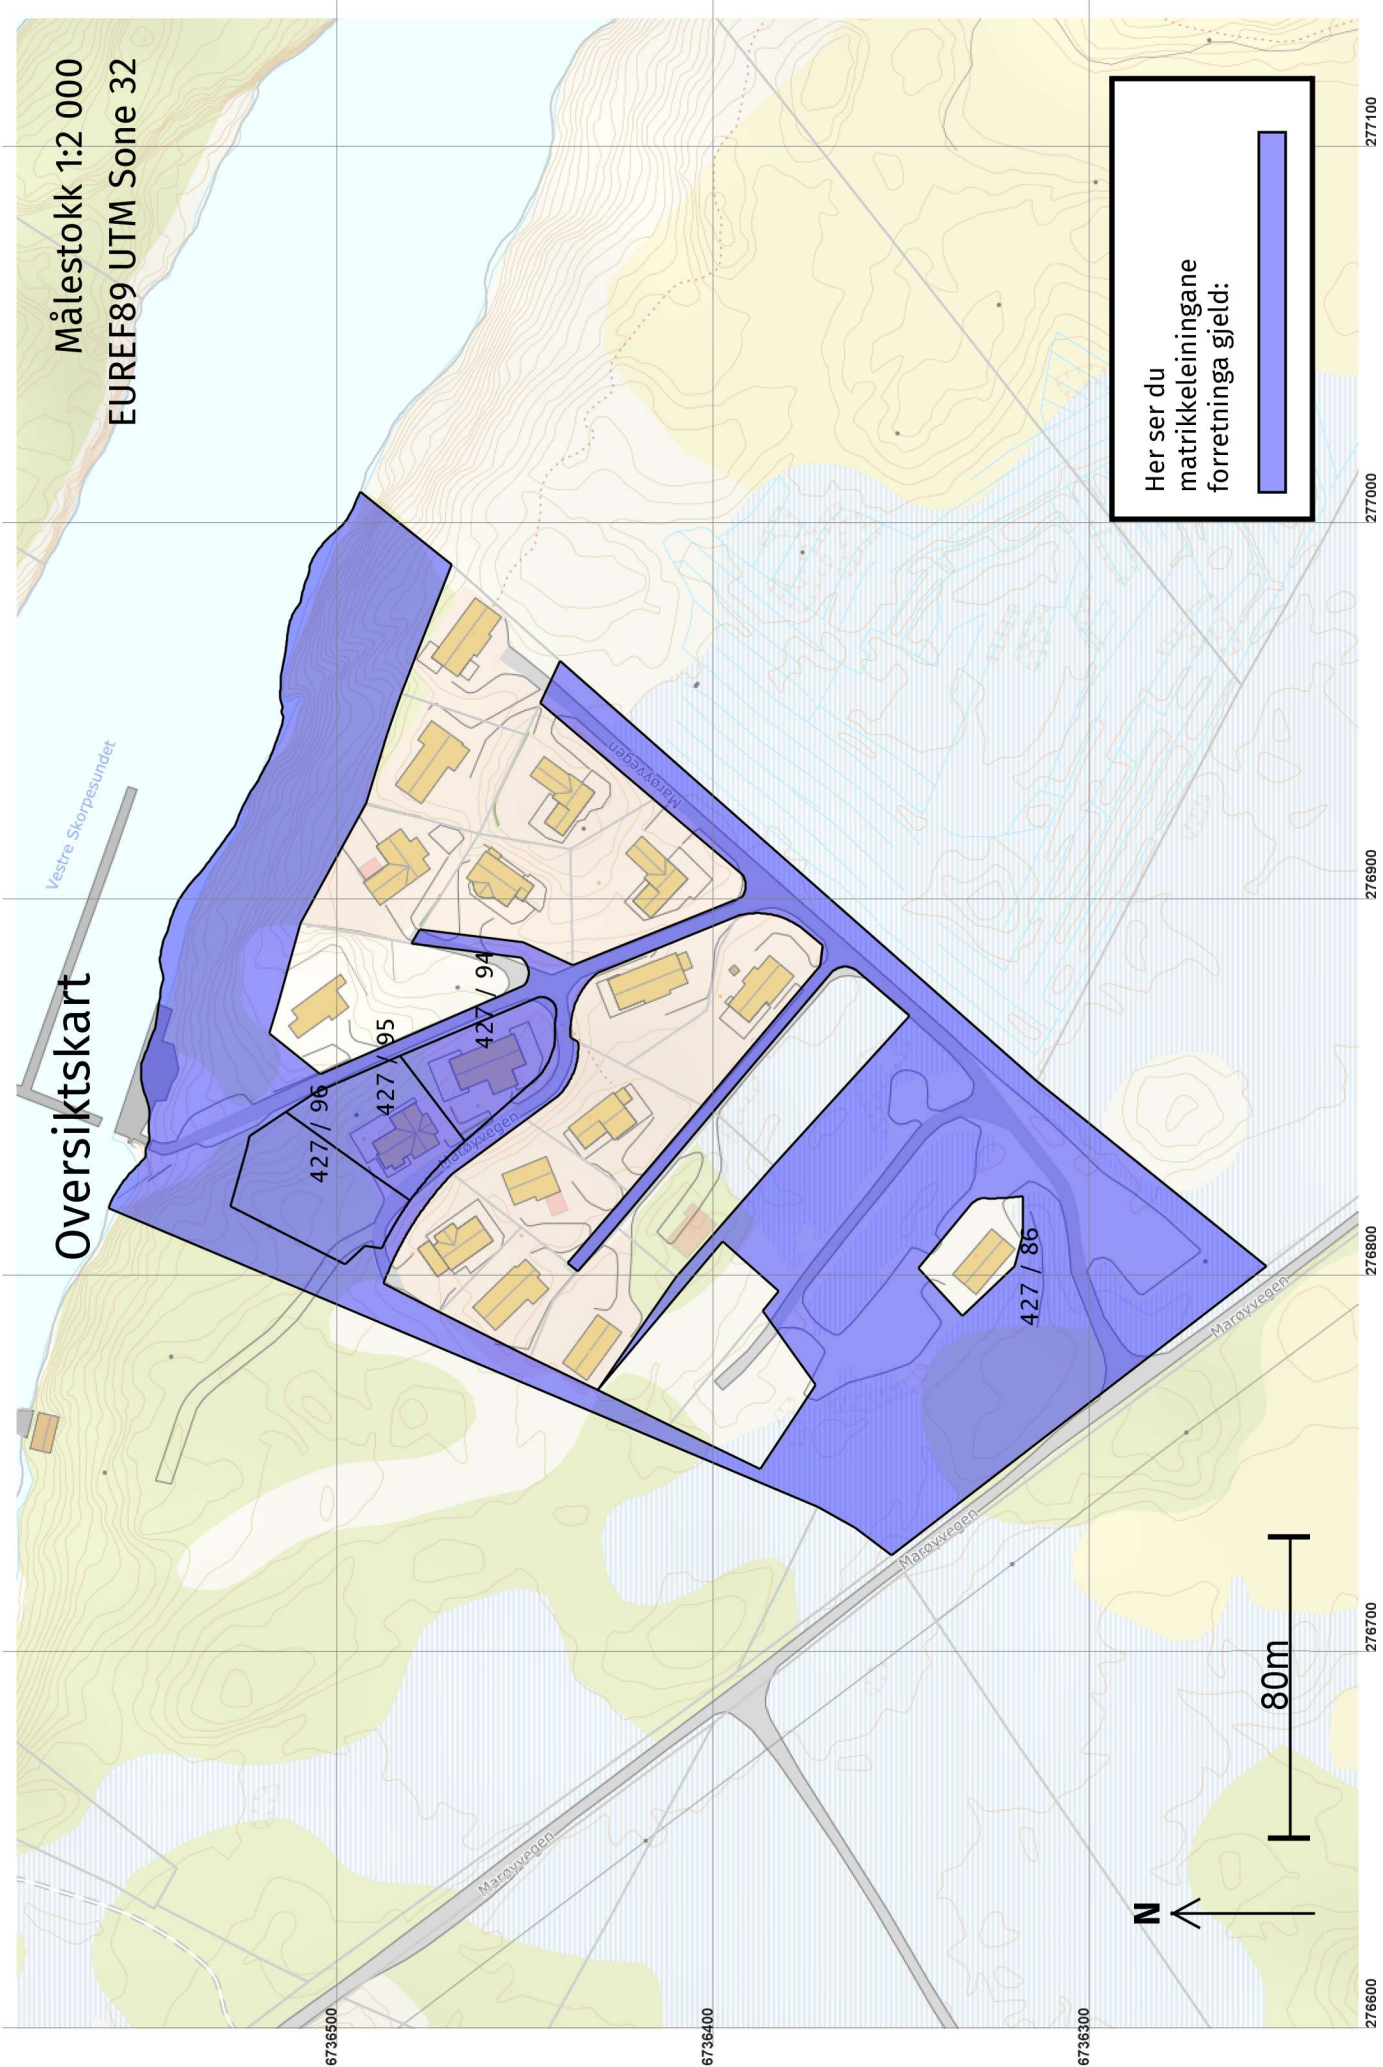 Oversiktskart
Målestokk 1:2 000
EUREF89 UTM Sone 32
Vestre Skorpesundet
6736500
427 / 96
427 / 95
427 / 94
Marøyvegen
Marøyvegen
6736400
Marøyvegen
Marøyvegen
Marøyvegen
427 / 86
6736300
N
80m
Her ser du
matrikkeleiningane
forretninga gjeld:
276600
276700
276800
276900
277000
277100